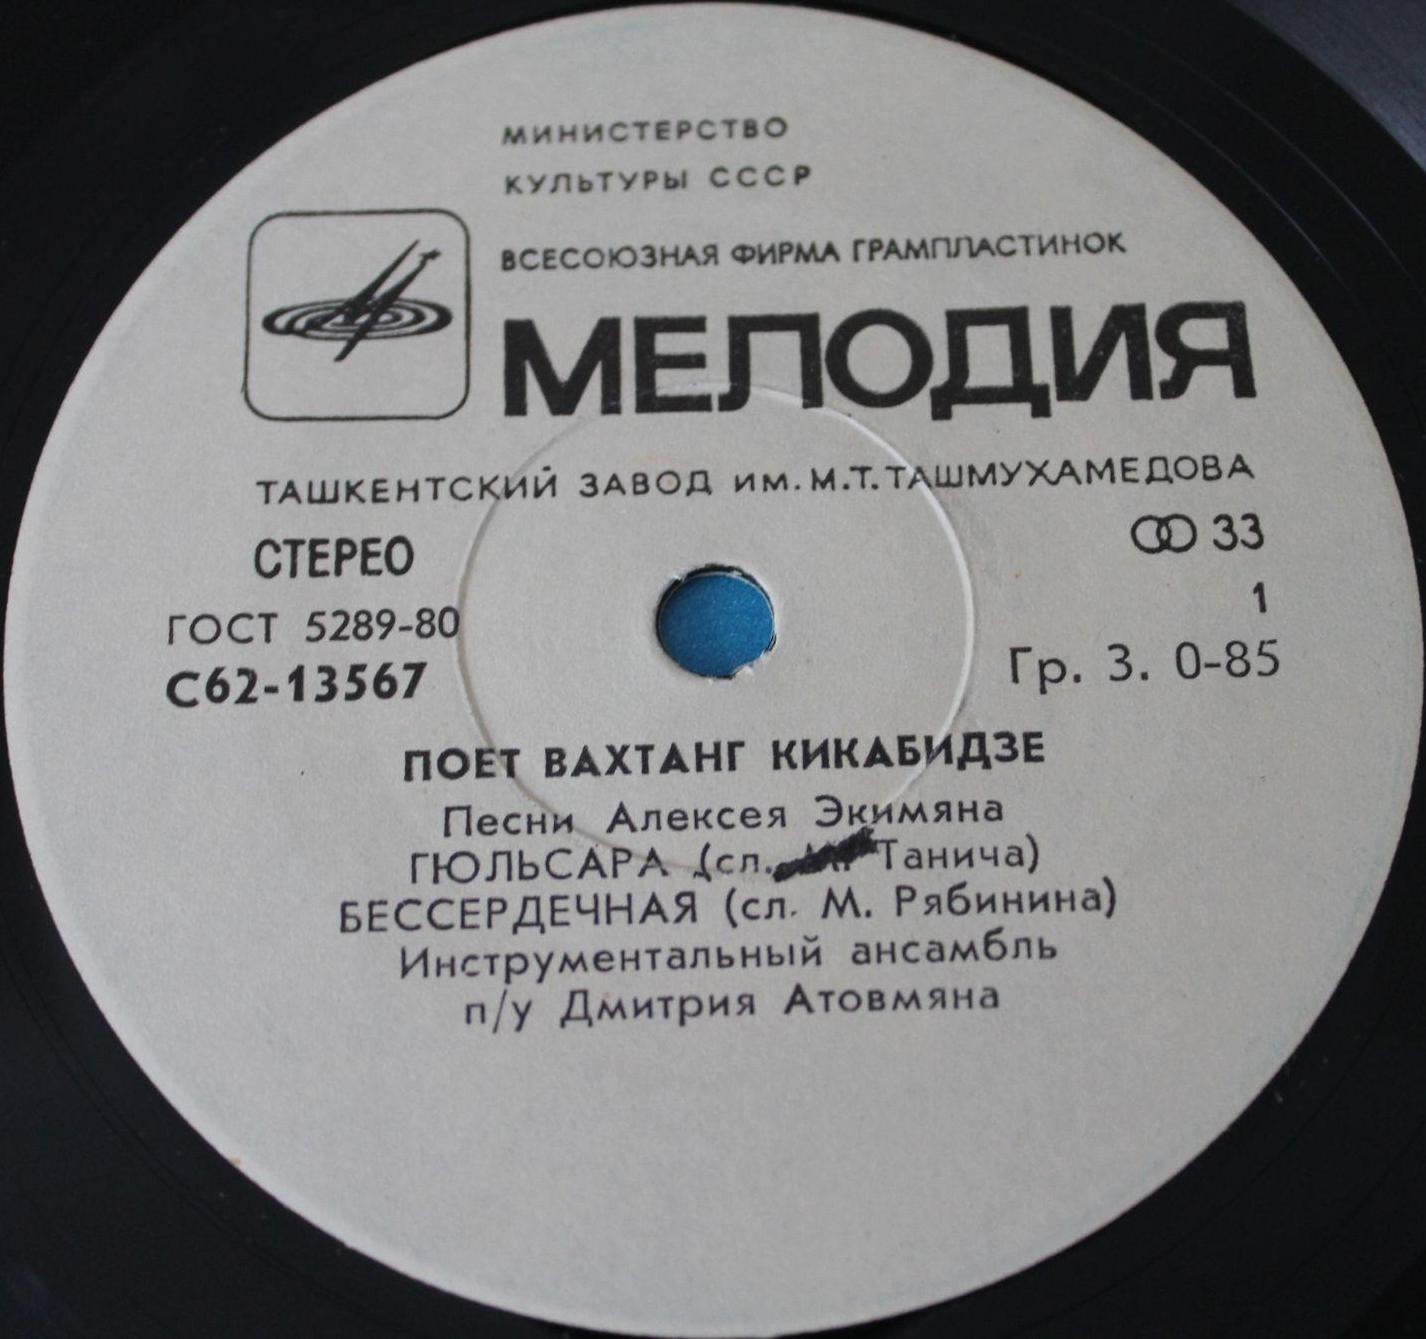 МИНИСТЕРСТВО
КУЛЬТУРЫ СССР
ВСЕСОЮЗНАЯ ФИРМА ГРАМПЛАСТИНОК
МЕЛОДИЯ
ТАШКЕНТСКИЙ ЗАВОД ИМ. М.Т. ТАШМУХАМЕДОВА
СТЕРЕО 33
ГОСТ 5289-80 1
С62-13567 Гр. 3. 0-85
ПОЕТ ВАХТАНГ КИКАБИДЗЕ
Песни Алексея Экимяна
ГЮЛЬСАРА (сл. Танича)
БЕССЕРДЕЧНАЯ (сл. М. Рябинина)
Инструментальный ансамбль
п/у Дмитрия Атовмяна